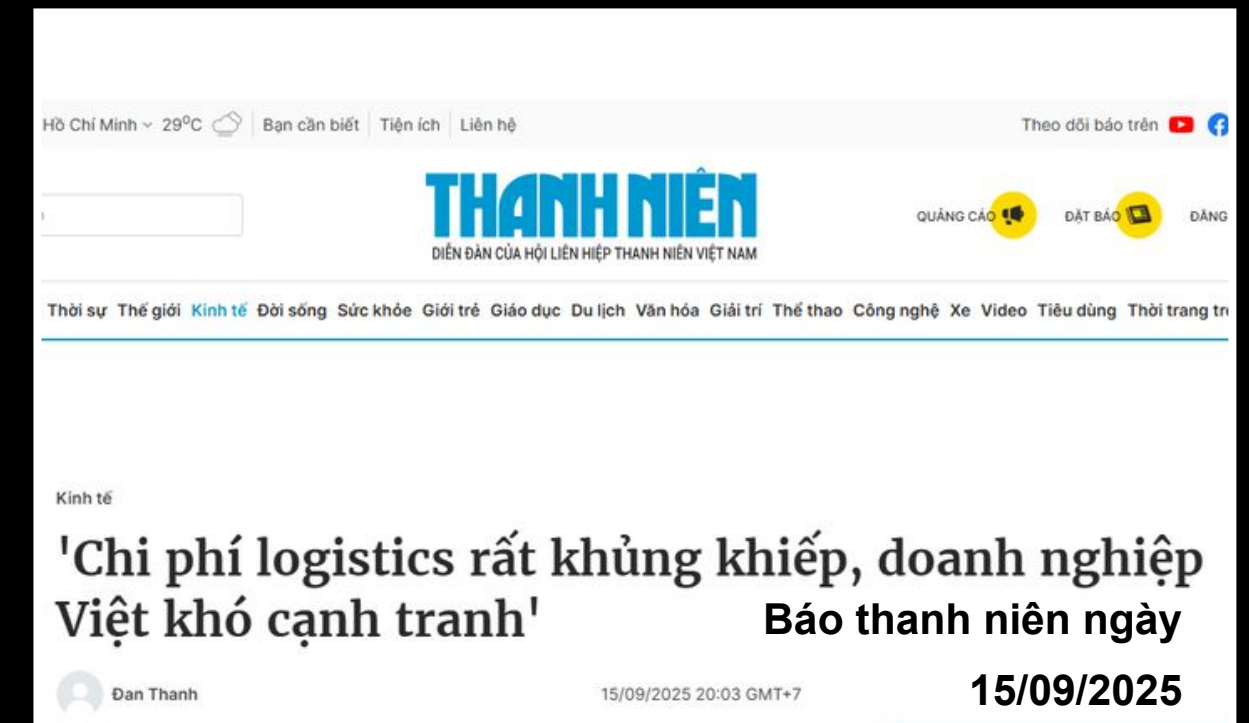 Hồ Chí Minh 29⁰C Bạn cần biết Tiện ích Liên hệ Theo dõi báo trên
THANH NIÊN
QUẢNG CÁO ĐẶT BÁO ĐĂNG
DIỄN ĐÀN CỦA HỘI LIÊN HIỆP THANH NIÊN VIỆT NAM
Thời sự Thế giới Kinh tế Đời sống Sức khỏe Giới trẻ Giáo dục Du lịch Văn hóa Giải trí Thể thao Công nghệ Xe Video Tiêu dùng Thời trang
Kinh tế
'Chi phí logistics rất khủng khiếp, doanh nghiệp
Việt khó cạnh tranh'
Báo thanh niên ngày
15/09/2025
Đan Thanh 15/09/2025 20:03 GMT+7